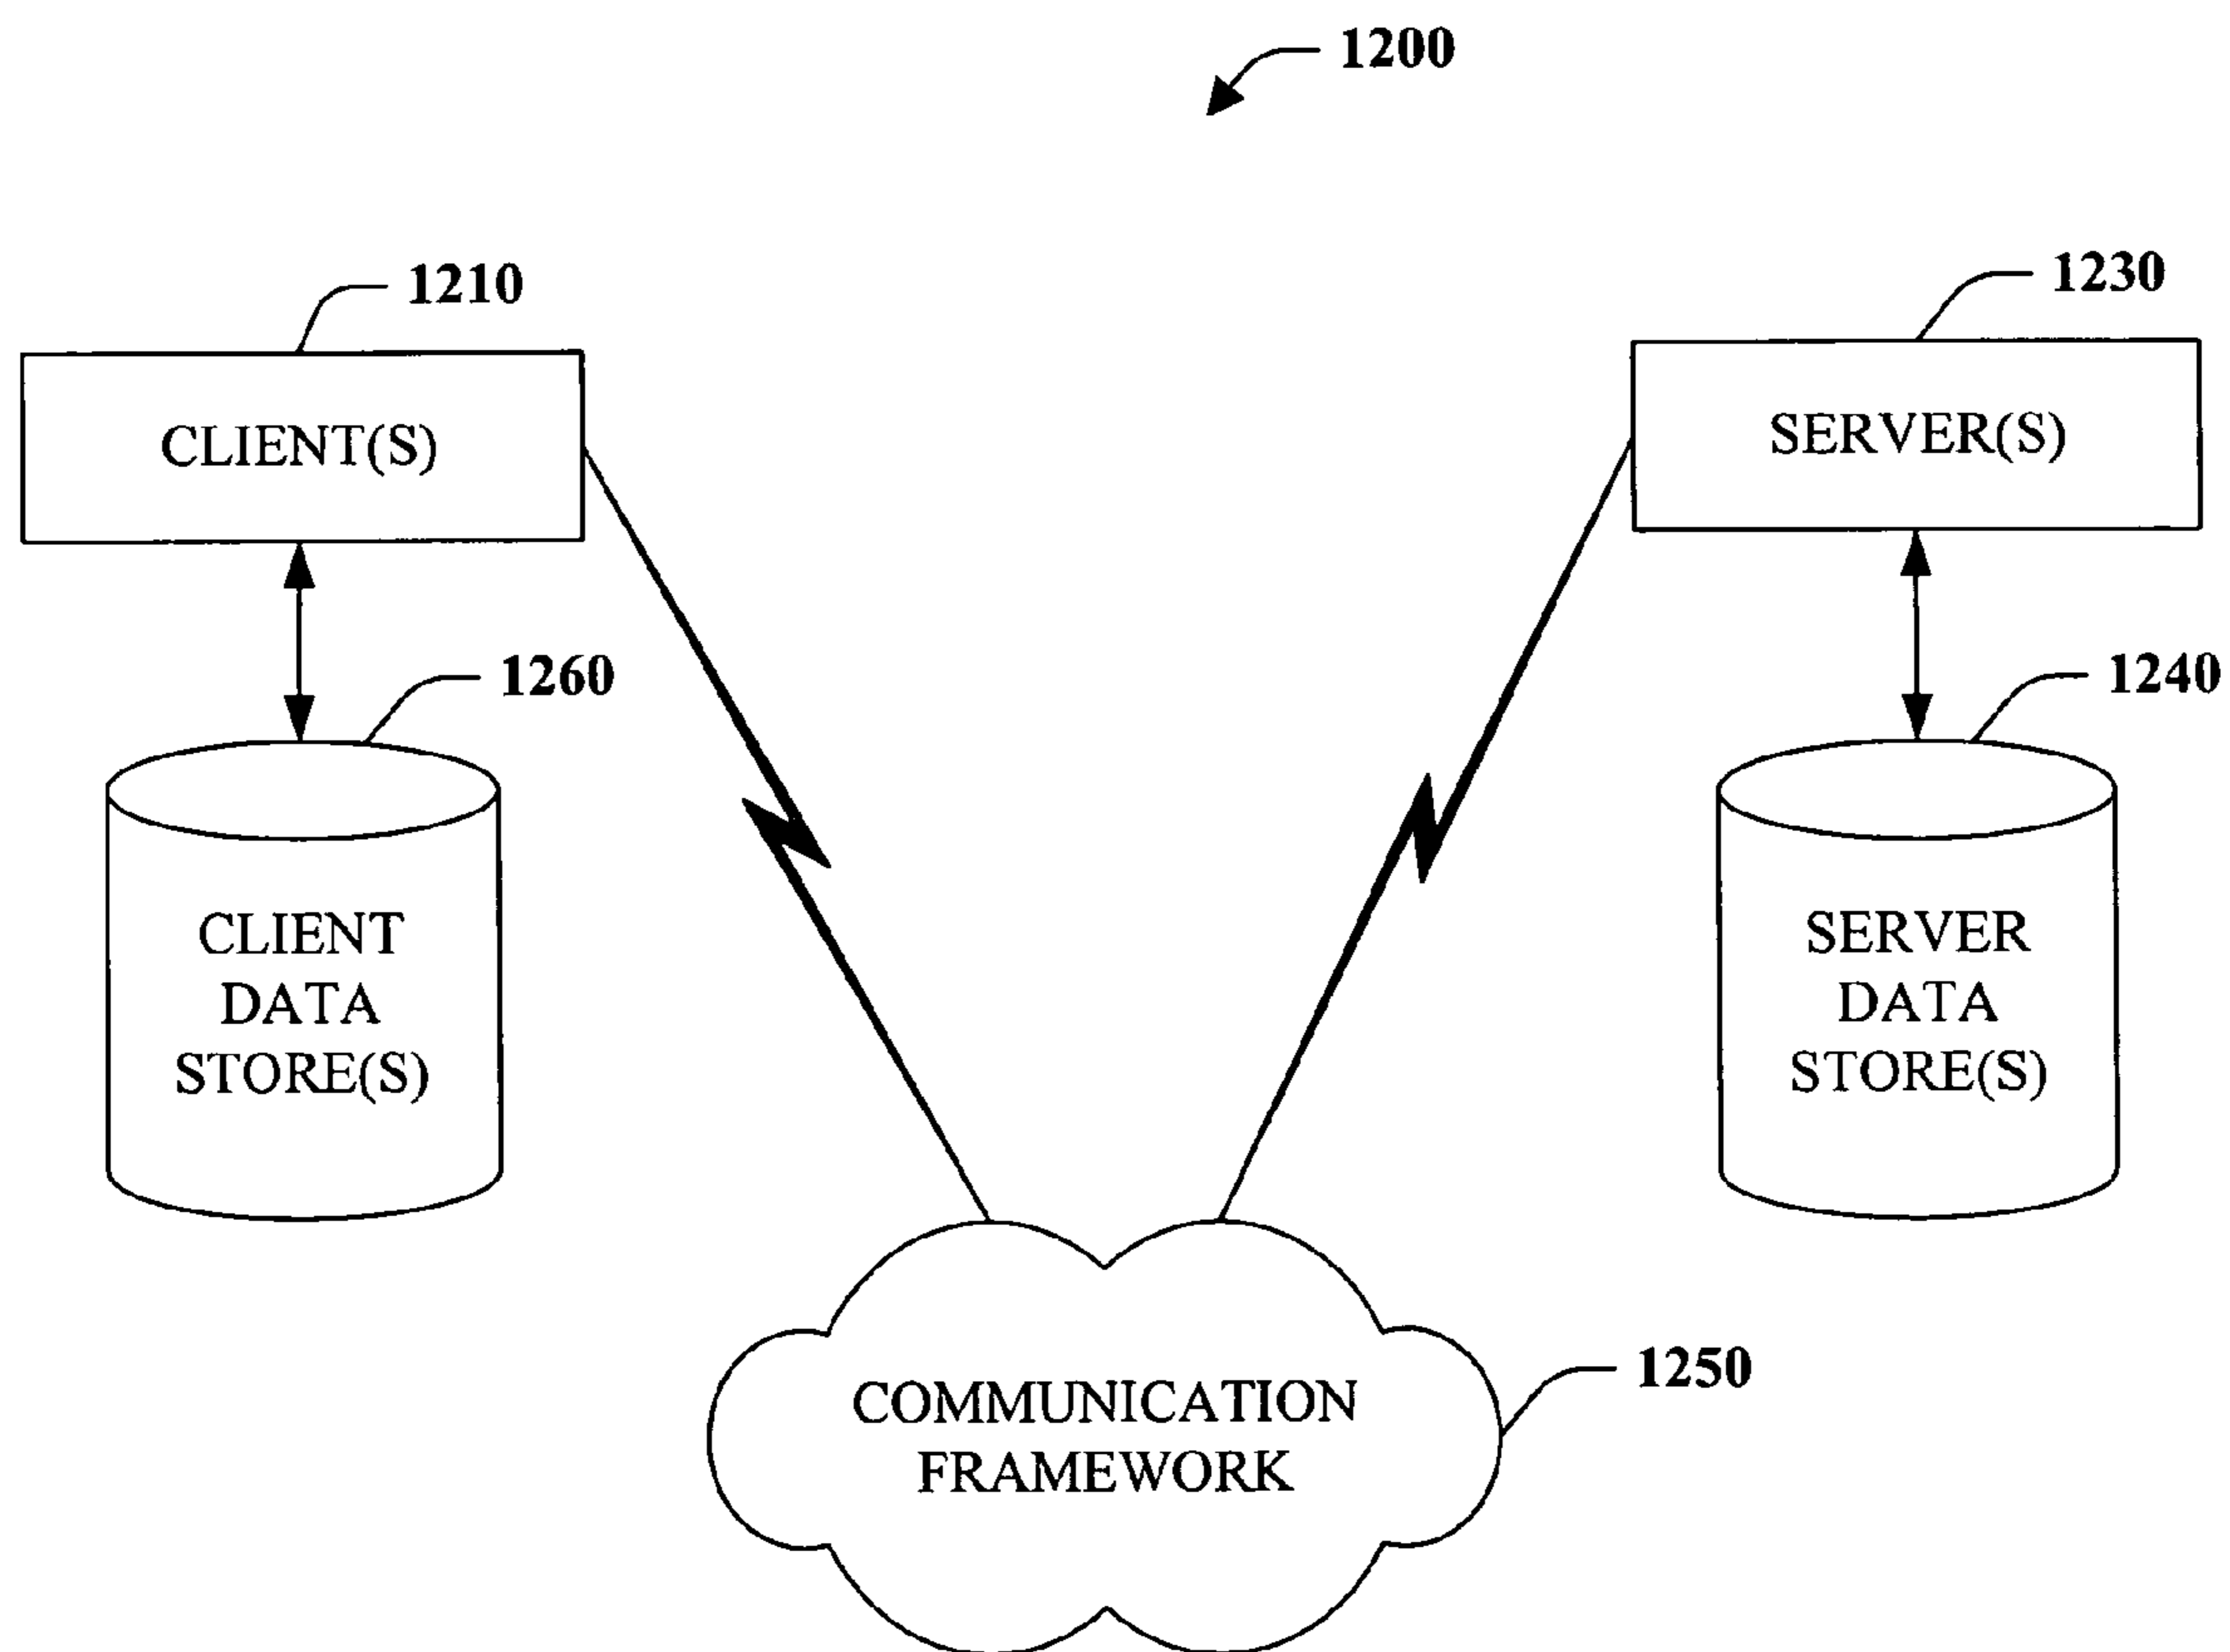 1200
1210
1230
CLIENT(S)
SERVER(S)
1260
1240
CLIENT
DATA
STORE(S)
SERVER
DATA
STORE(S)
1250
COMMUNICATION
FRAMEWORK